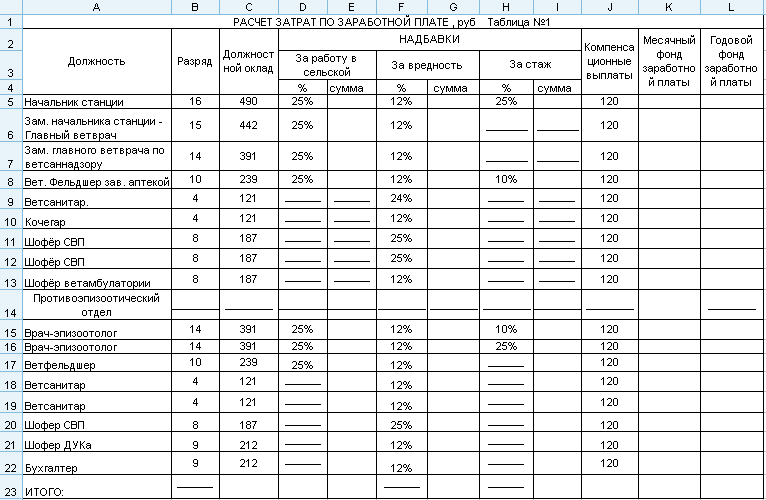 A B C D E F G H I J K L
1 РАСЧЕТ ЗАТРАТ ПО ЗАРАБОТНОЙ ПЛАТЕ , руб Таблица №1
2 Должность Разряд Должност ной оклад НАДБАВКИ Компенса ционные выплаты Месячный фонд заработно й платы Годовой фонд заработно й платы
3 За работу в сельской За вредность За стаж
4 % сумма % сумма % сумма
5 Начальник станции 16 490 25% 12% 25% 120
6 Зам. начальника станции - Главный ветврач 15 442 25% 12% 120
7 Зам. главного ветврача по ветсаннадзору 14 391 25% 12% 120
8 Вет. Фельдшер зав. аптекой 10 239 25% 12% 10% 120
9 Ветсанитар. 4 121 24% 120
10 Кочегар 4 121 12% 120
11 Шофёр СВП 8 187 25% 120
12 Шофёр СВП 8 187 25% 120
13 Шофёр ветамбулатории 8 187 12% 120
14 Противоэпизоотический отдел
15 Врач-эпизоотолог 14 391 25% 12% 10% 120
16 Врач-эпизоотолог 14 391 25% 12% 25% 120
17 Ветфельдшер 10 239 25% 12% 120
18 Ветсанитар 4 121 12% 120
19 Ветсанитар 4 121 12% 120
20 Шофер СВП 8 187 25% 120
21 Шофер ДУКа 9 212 12% 120
22 Бухгалтер 9 212 12% 120
23 ИТОГО: